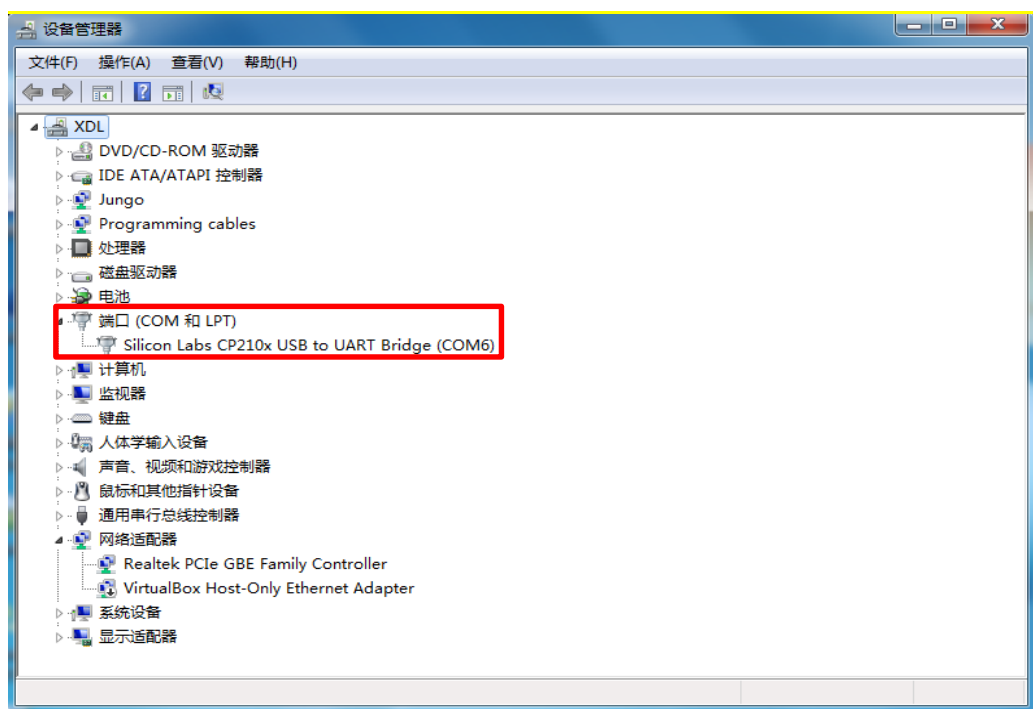 设备管理器
文件(F) 操作(A) 查看(V) 帮助(H)
XDL
DVD/CD-ROM 驱动器
IDE ATA/ATAPI 控制器
Jungo
Programming cables
处理器
磁盘驱动器
电池
端口 (COM 和 LPT)
Silicon Labs CP210x USB to UART Bridge (COM6)
计算机
监视器
键盘
人体学输入设备
声音、视频和游戏控制器
鼠标和其他指针设备
通用串行总线控制器
网络适配器
Realtek PCIe GBE Family Controller
VirtualBox Host-Only Ethernet Adapter
系统设备
显示适配器